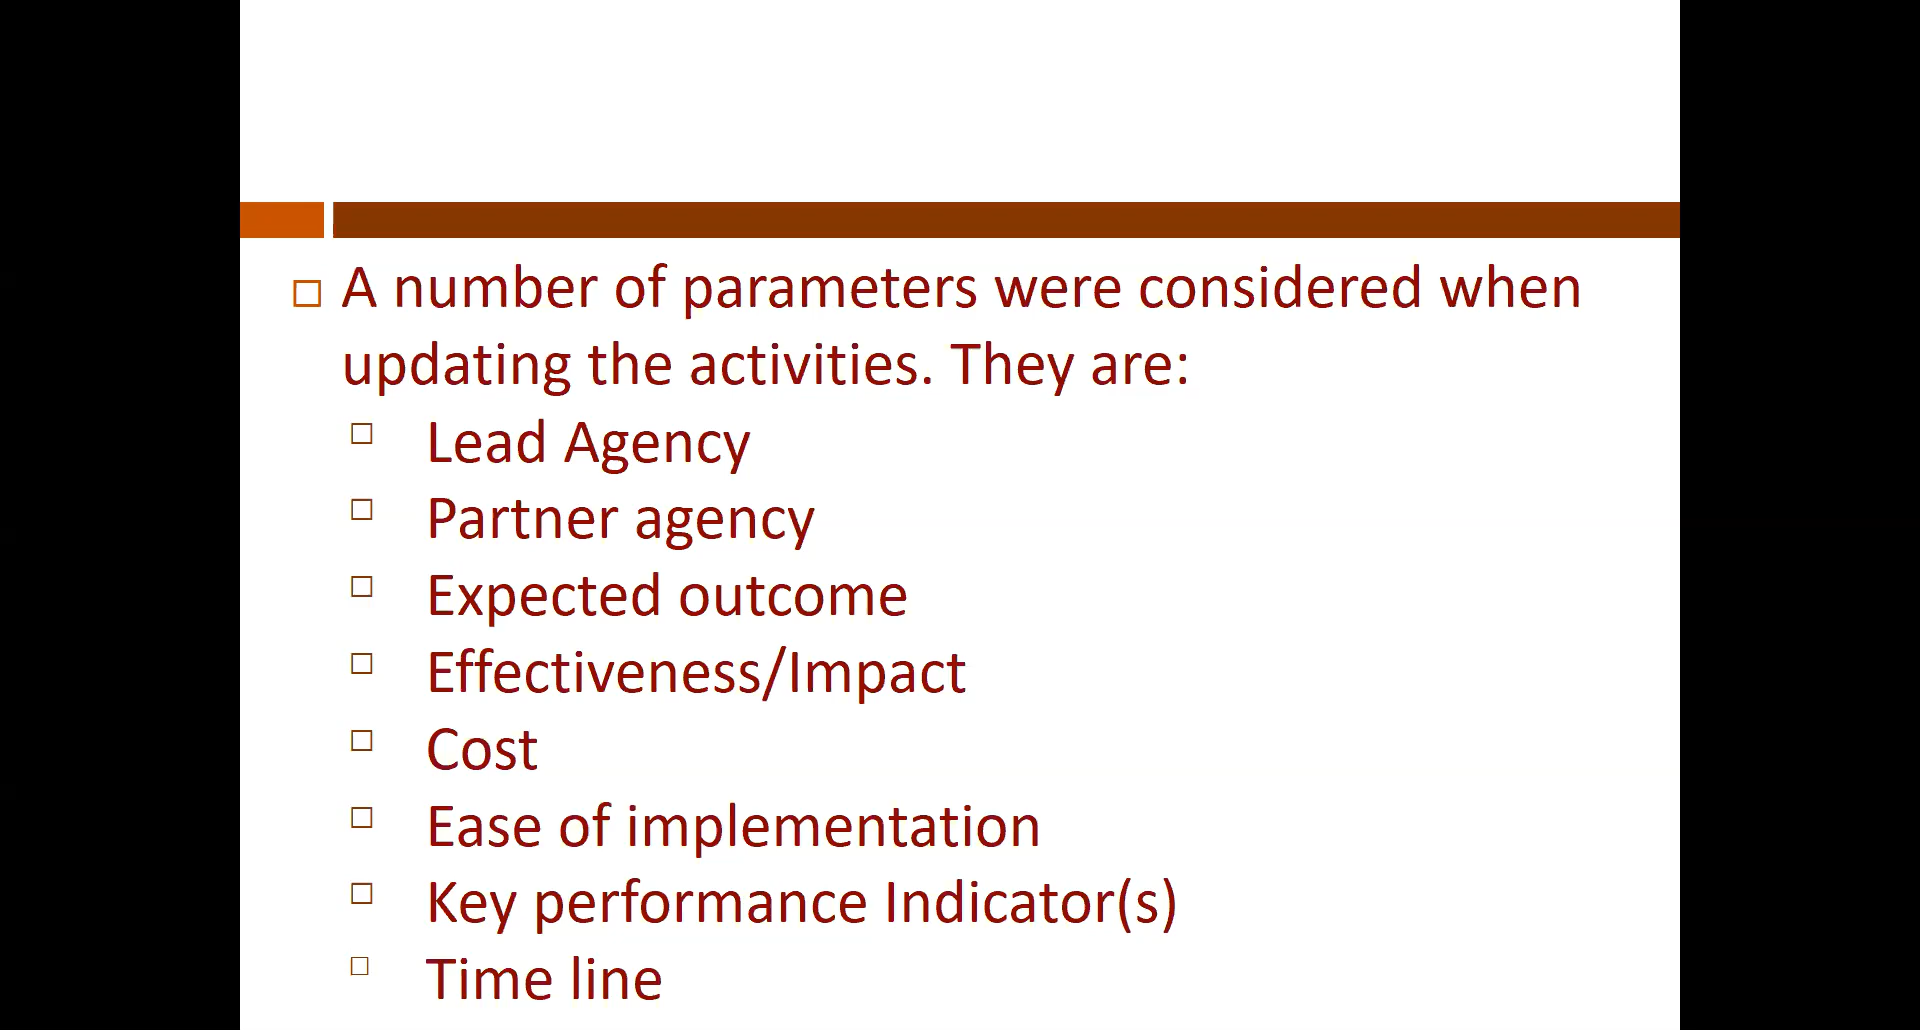 A number of parameters were considered when
updating the activities. They are:
Lead Agency
Partner agency
Expected outcome
Effectiveness/Impact
Cost
Ease of implementation
Key performance Indicator(s)
Time line